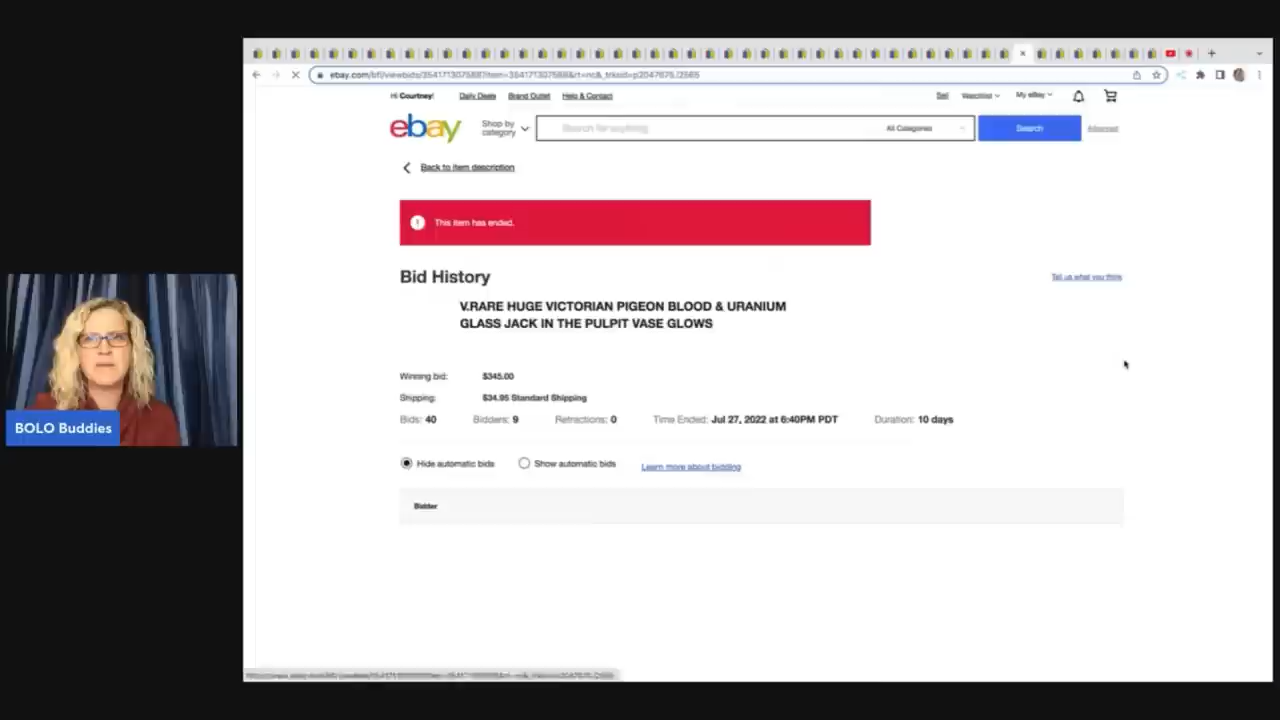 Hi Courtney!
Daily Deals
Brand Outlet
Help & Contact
Sell
Watchlist
My eBay
ebay
Shop by
category
Search for anything
All Categories
Search
Advanced
Back to item description
This item has ended.
Bid History
Tell us what you think
V.RARE HUGE VICTORIAN PIGEON BLOOD & URANIUM
GLASS JACK IN THE PULPIT VASE GLOWS
Winning bid: $345.00
Shipping: $34.95 Standard Shipping
Bids: 40 Bidders: 9 Retractions: 0 Time Ended: Jul 27, 2022 at 6:40PM PDT Duration: 10 days
Hide automatic bids Show automatic bids Learn more about bidding
Bidder
BOLO Buddies